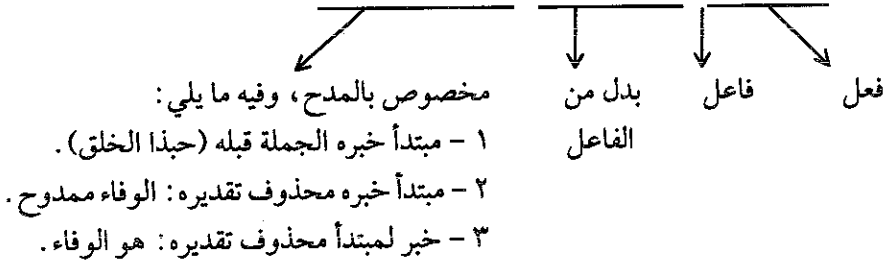 فعل فاعل بدل من مخصوص بالمدح، وفيه ما يلي:
الفاعل ١ – مبتدأ خبره الجملة قبله (حبذا الخلق).
٢ – مبتدأ خبره محذوف تقديره: الوفاء ممدوح.
٣ – خبر لمبتدأ محذوف تقديره: هو الوفاء.